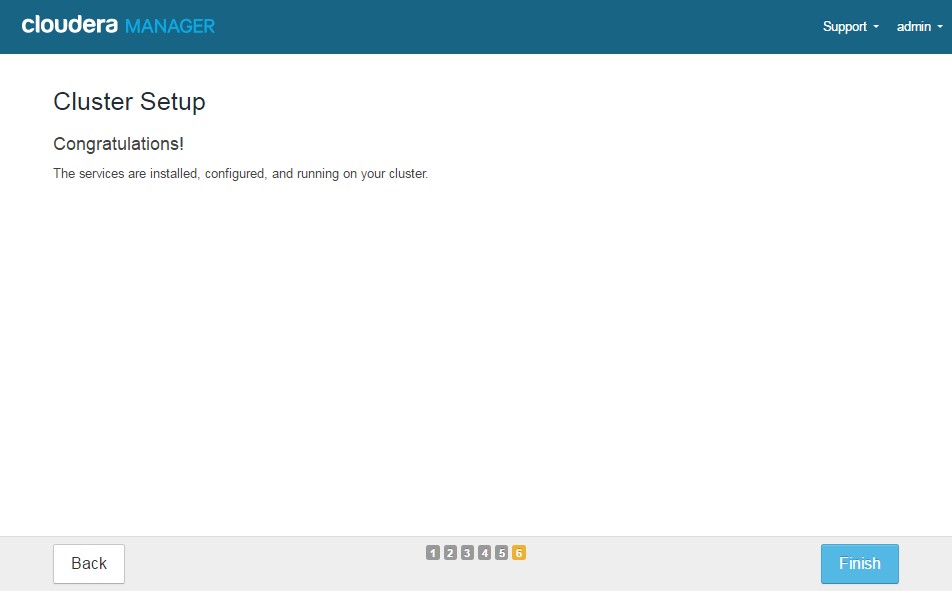 cloudera MANAGER
Support admin
Cluster Setup
Congratulations!
The services are installed, configured, and running on your cluster.
Back 1 2 3 4 5 6 Finish